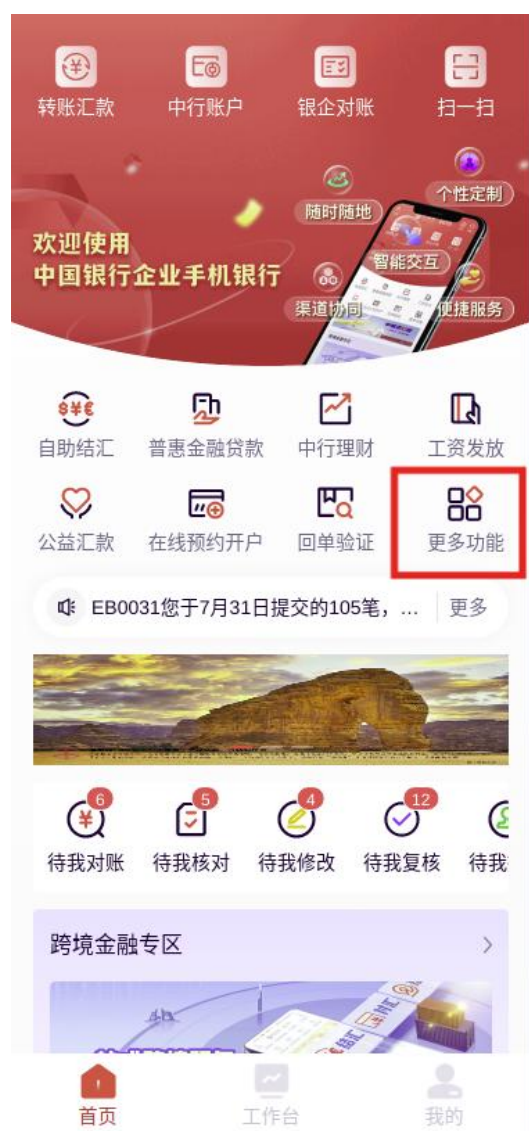 转账汇款 中行账户 银企对账 扫一扫
个性定制
随时随地
欢迎使用
智能交互
中国银行企业手机银行
渠道协同 便捷服务
自助结汇 普惠金融贷款 中行理财 工资发放
公益汇款 在线预约开户 回单验证 更多功能
EB0031您于7月31日提交的105笔，… 更多
6 5 4 12
待我对账 待我核对 待我修改 待我复核 待我
跨境金融专区
首页 工作台 我的